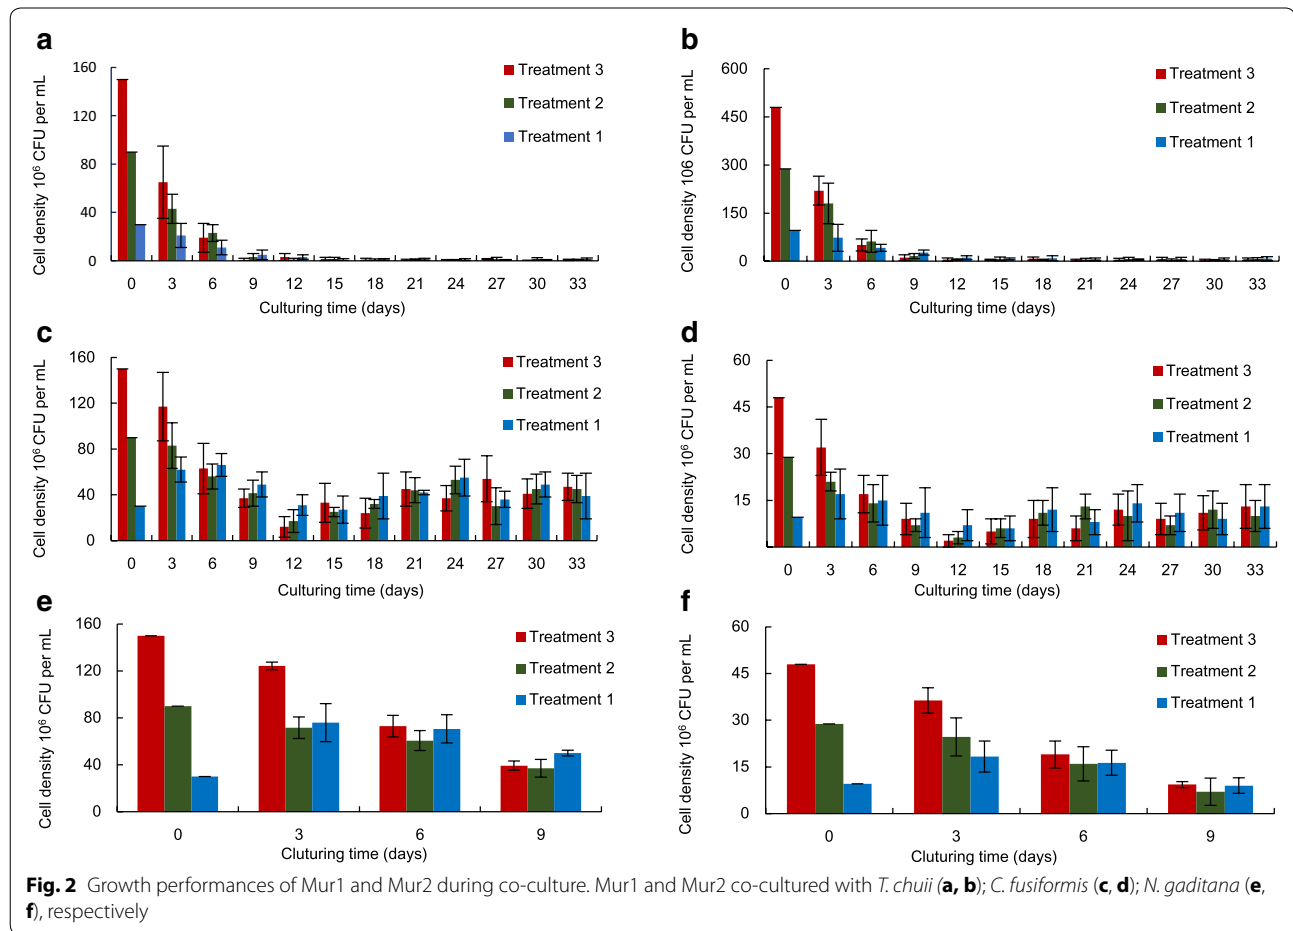 a
160
120
80
40
0
Cell density 10⁶ CFU per mL
Treatment 3
Treatment 2
Treatment 1
0 3 6 9 12 15 18 21 24 27 30 33
Culturing time (days)
b
600
450
300
150
0
Cell density 106 CFU per mL
Treatment 3
Treatment 2
Treatment 1
0 3 6 9 12 15 18 21 24 27 30 33
Culturing time (days)
c
160
120
80
40
0
Cell density 10⁶ CFU per mL
Treatment 3
Treatment 2
Treatment 1
0 3 6 9 12 15 18 21 24 27 30 33
Culturing time (days)
d
60
45
30
15
Cell density 10⁶ CFU per mL
Treatment 3
Treatment 2
Treatment 1
0 3 6 9 12 15 18 21 24 27 30 33
Culturing time (days)
e
160
120
80
40
0
Cell density 10⁶ CFU per mL
Treatment 3
Treatment 2
Treatment 1
0 3 6 9
Cluturing time (days)
f
60
45
30
15
0
Cell density 10⁶ CFU per mL
Treatment 3
Treatment 2
Treatment 1
0 3 6 9
Culturing time (days)
Fig. 2 Growth performances of Mur1 and Mur2 during co-culture. Mur1 and Mur2 co-cultured with T. chuii (a, b); C. fusiformis (c, d); N. gaditana (e,
f), respectively